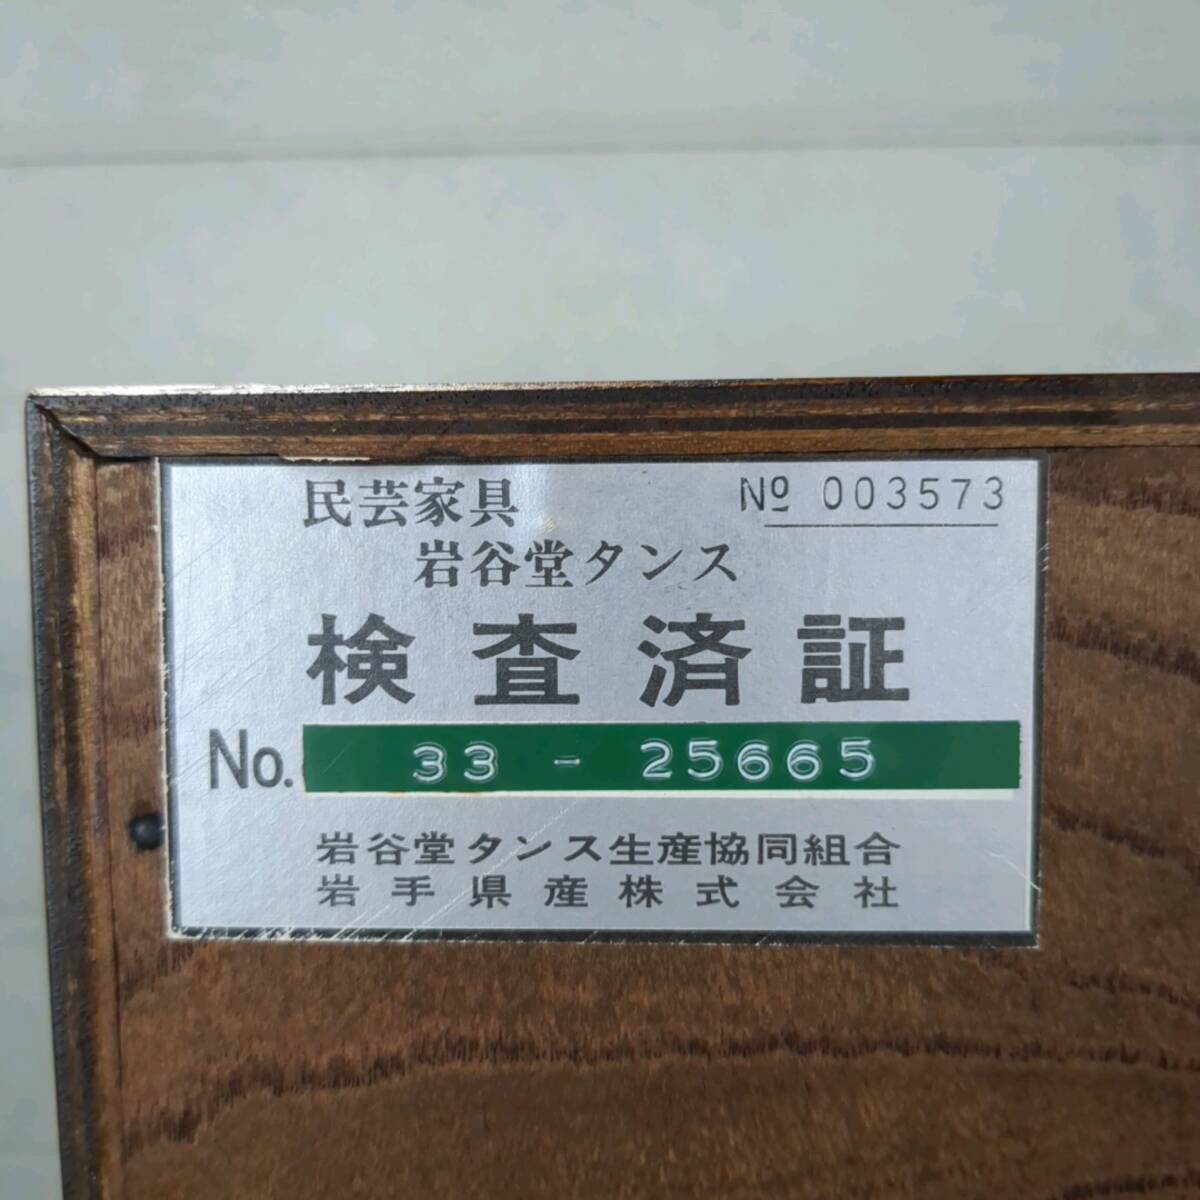 民芸家具 № 003573
岩谷堂タンス
検査済証
No. 33 - 25665
岩谷堂タンス生産協同組合
岩手県産株式会社